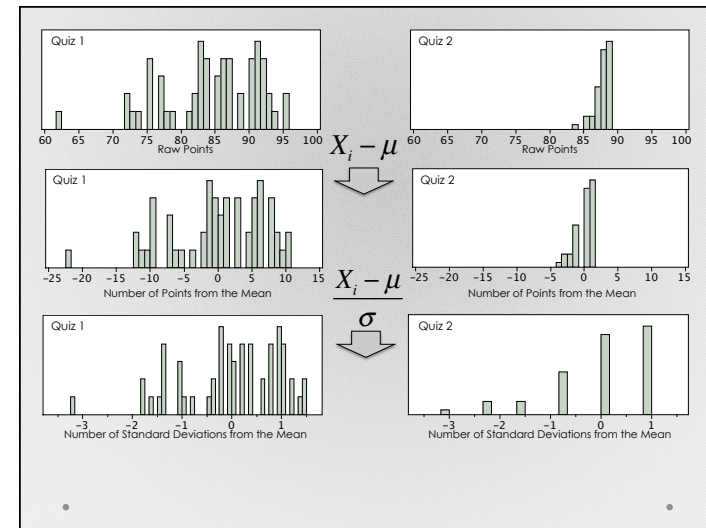 Quiz 1
60 65 70 75 80 85 90 95 100
Raw Points
Quiz 2
60 65 70 75 80 85 90 95 100
Raw Points
X_i − μ
Quiz 1
−25 −20 −15 −10 −5 0 5 10 15
Number of Points from the Mean
Quiz 2
−25 −20 −15 −10 −5 0 5 10 15
Number of Points from the Mean
X_i − μ
σ
Quiz 1
−3 −2 −1 0 1
Number of Standard Deviations from the Mean
Quiz 2
−3 −2 −1 0 1
Number of Standard Deviations from the Mean